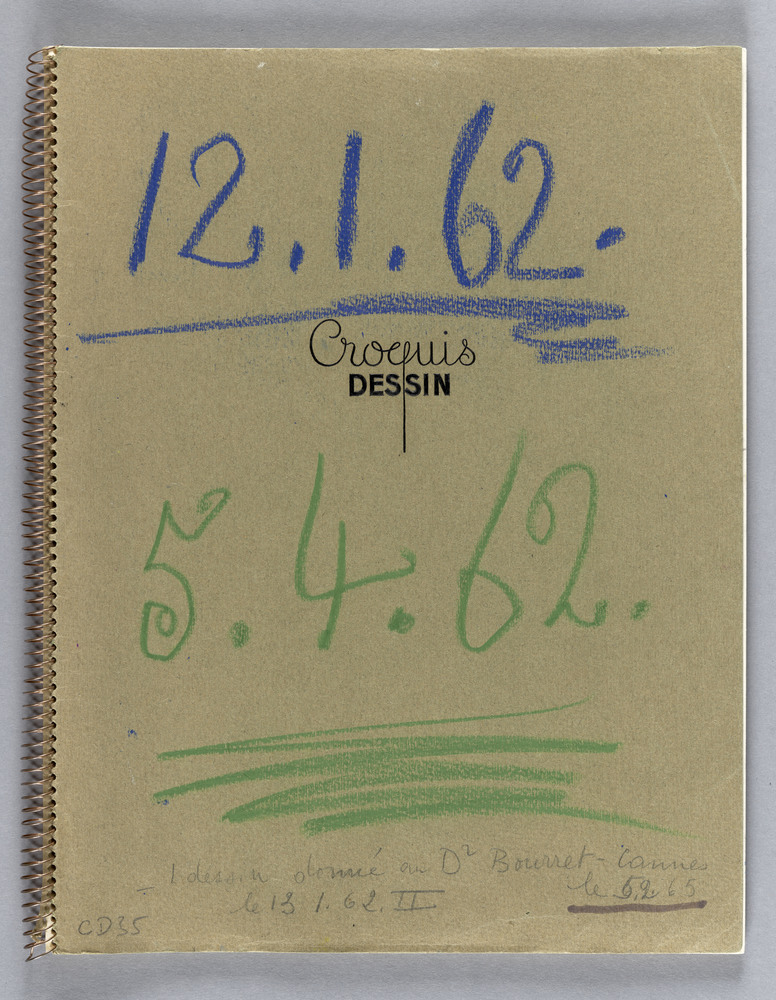 12.1.62.
Croquis
DESSIN
5.4.62.
– 1 dessin donné au Dr Bourret – Cannes
le 13 1.62. II le 5.2.65
CD35